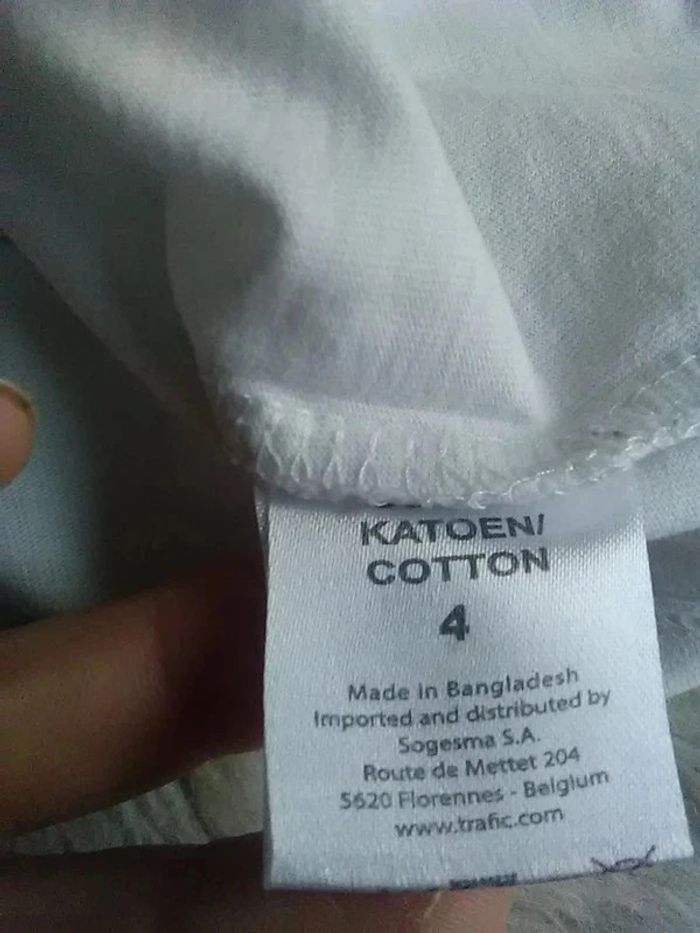 KATOEN/
COTTON
4
Made in Bangladesh
Imported and distributed by
Sogesma S.A.
Route de Mettet 204
5620 Florennes - Belgium
www.trafic.com